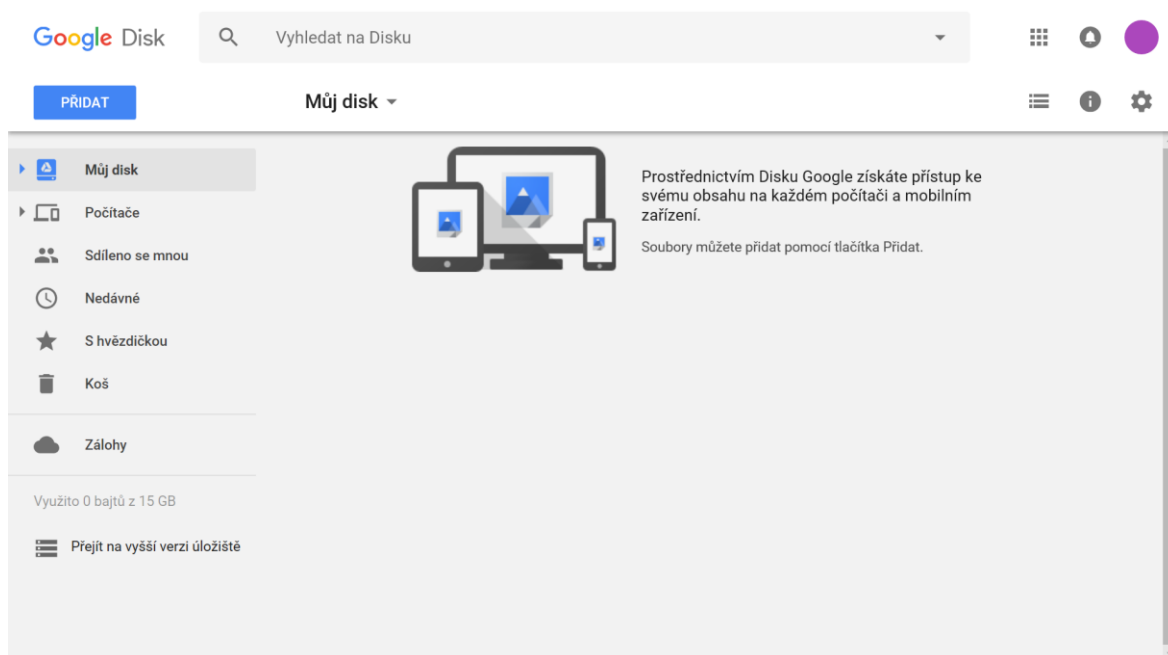 Google Disk
Vyhledat na Disku
PŘIDAT
Můj disk
Můj disk
Počítače
Sdíleno se mnou
Nedávné
S hvězdičkou
Koš
Zálohy
Využito 0 bajtů z 15 GB
Přejít na vyšší verzi úložiště
Prostřednictvím Disku Google získáte přístup ke
svému obsahu na každém počítači a mobilním
zařízení.
Soubory můžete přidat pomocí tlačítka Přidat.